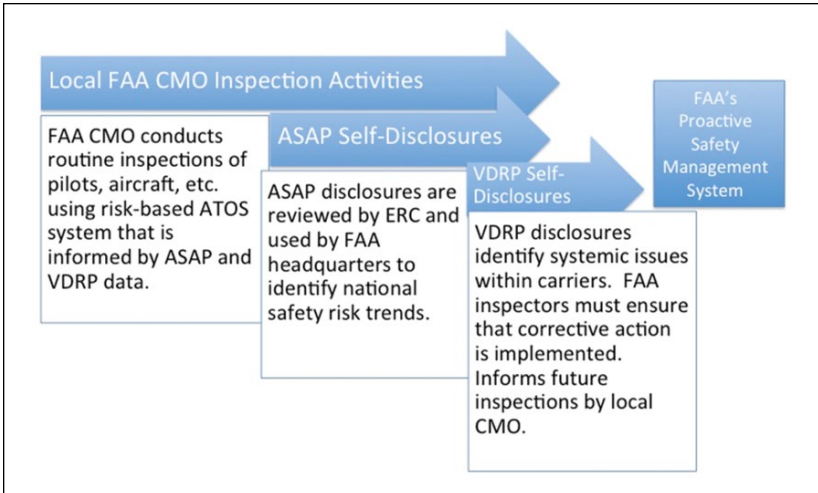 Local FAA CMO Inspection Activities
FAA CMO conducts
routine inspections of
pilots, aircraft, etc.
using risk-based ATOS
system that is
informed by ASAP and
VDRP data.
ASAP Self-Disclosures
ASAP disclosures are
reviewed by ERC and
used by FAA
headquarters to
identify national
safety risk trends.
VDRP Self-
Disclosures
VDRP disclosures
identify systemic issues
within carriers.  FAA
inspectors must ensure
that corrective action
is implemented.
Informs future
inspections by local
CMO.
FAA's
Proactive
Safety
Management
System